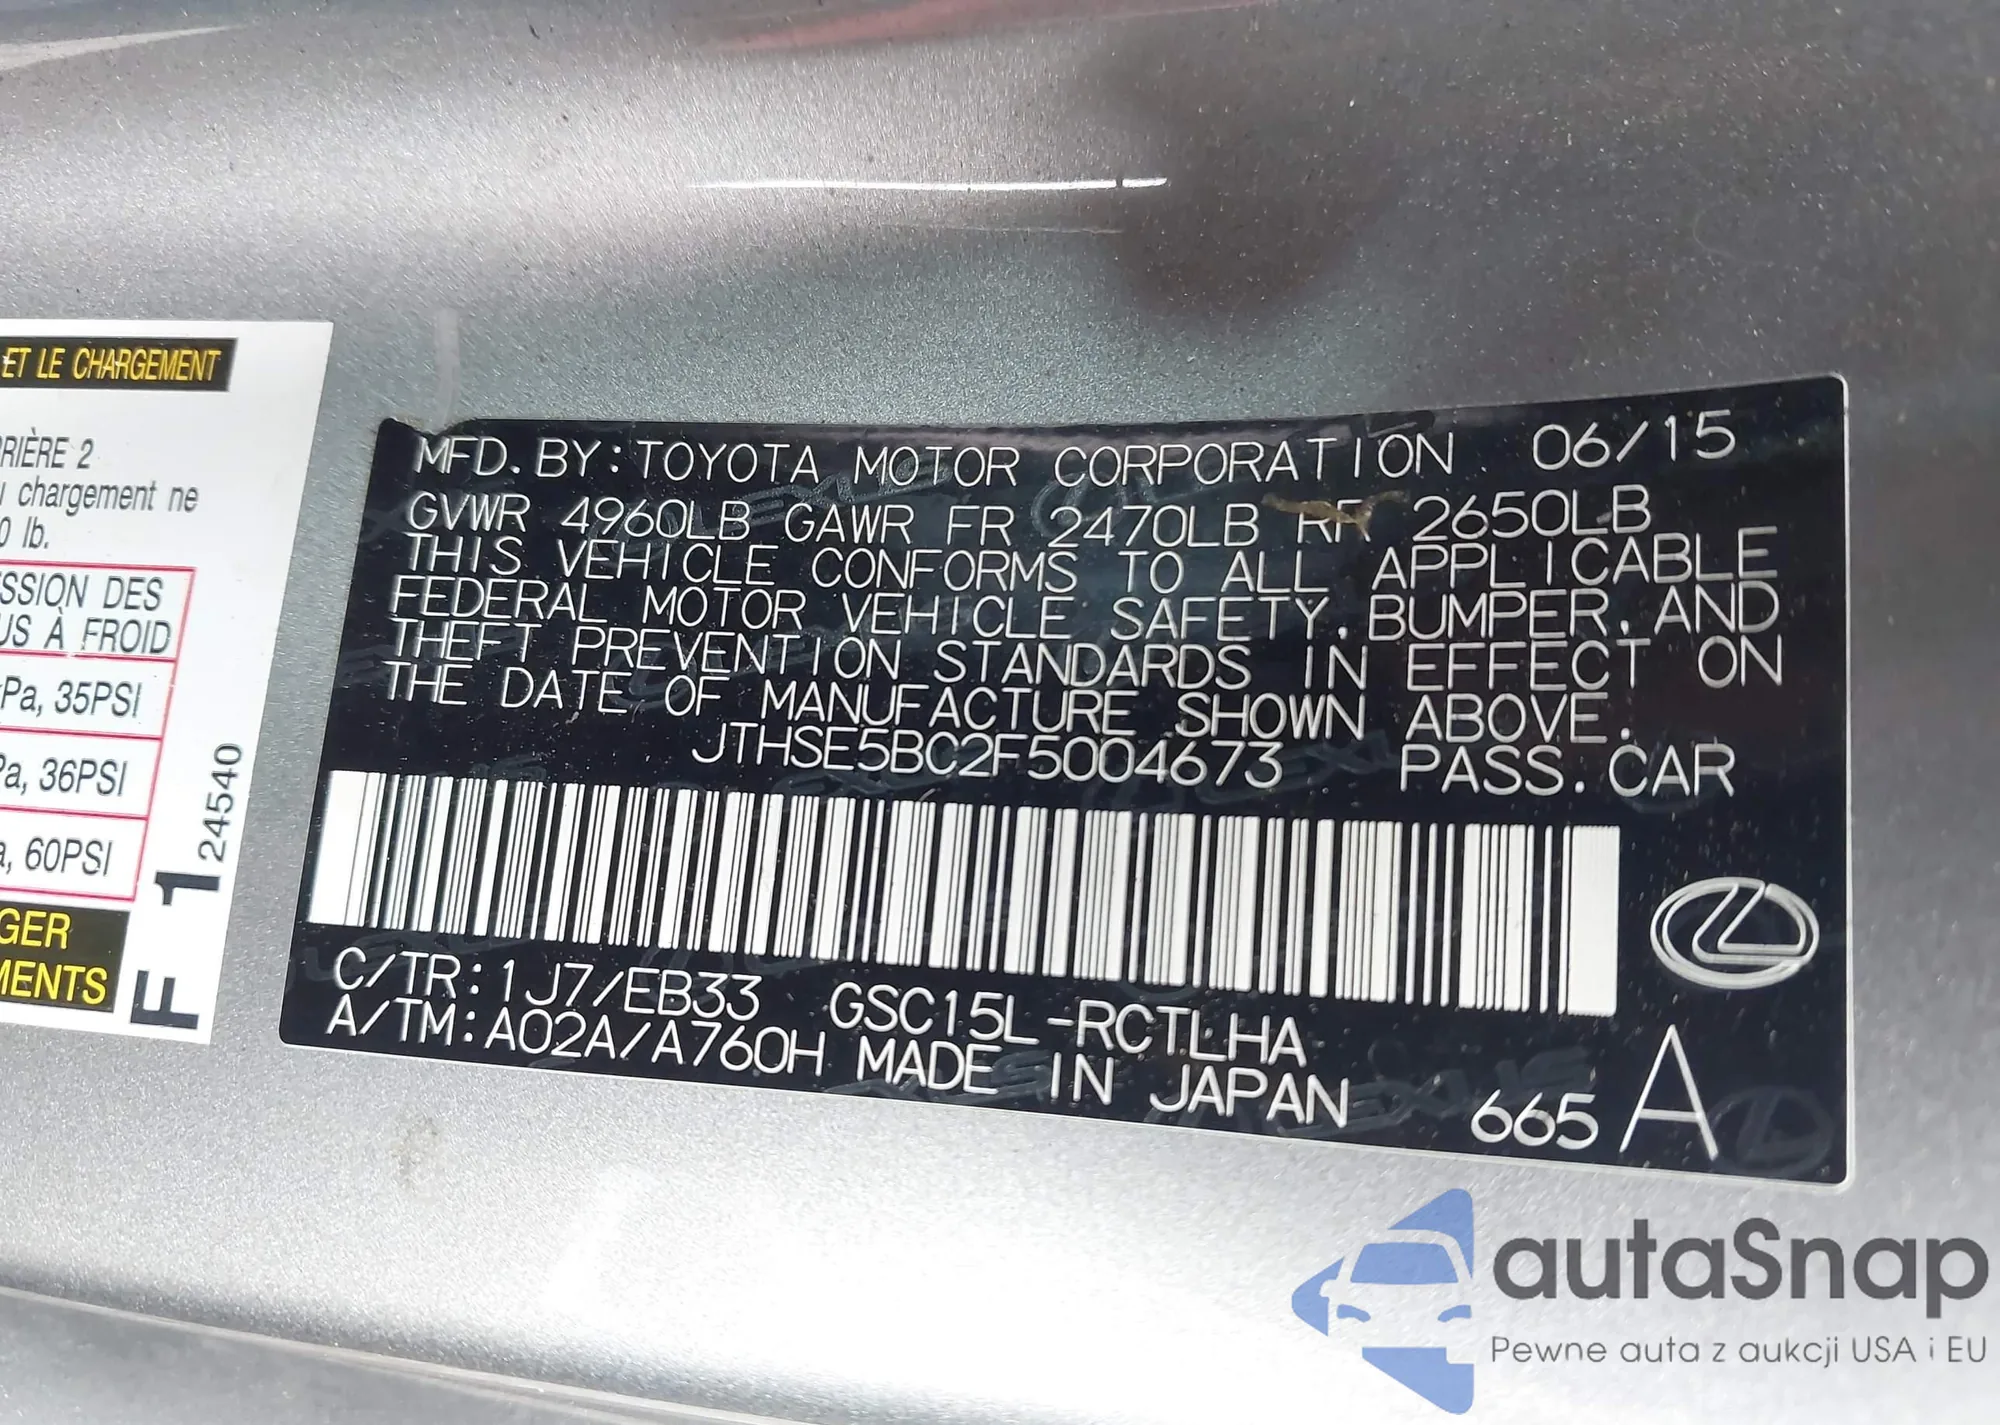 ET LE CHARGEMENT
RIÈRE 2
chargement ne
0 lb.
SSION DES
US À FROID
Pa, 35PSI
Pa, 36PSI
a, 60PSI
GER
MENTS
F 1 24540
MFD. BY: TOYOTA MOTOR CORPORATION 06/15
GVWR 4960LB GAWR FR 2470LB RR 2650LB
THIS VEHICLE CONFORMS TO ALL APPLICABLE
FEDERAL MOTOR VEHICLE SAFETY, BUMPER, AND
THEFT PREVENTION STANDARDS IN EFFECT ON
THE DATE OF MANUFACTURE SHOWN ABOVE.
JTHSE5BC2F5004673 PASS. CAR
C/TR: 1J7/EB33 GSC15L-RCTLHA
A/TM: A02A/A760H MADE IN JAPAN 665 A
autaSnap
Pewne auta z aukcji USA i EU